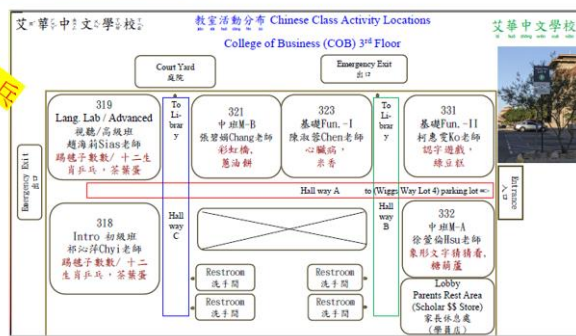 艾華中文學校
教室活動分布 Chinese Class Activity Locations
College of Business (COB) 3rd Floor
艾華中文學校
Court Yard
庭院
Emergency Exit
出口
兵
319
Lang. Lab / Advanced
視聽/高級班
趙海莉Sias老師
踢毽子數數/ 十二生
肖乒乓,茶葉蛋
To
Li-
brar
y
321
中班M-B
張碧娟Chang老師
彩虹橋,
蔥油餅
323
基礎Fun. -I
陳淑蓉Chen老師
心臟病,
米香
To
Li-
brar
y
331
基礎Fun. -II
柯惠雯Ko老師
認字遊戲,
綠豆糕
Emergency Exit
出口
Hall way A
to (Wiggs Way Lot 4) parking lot =>
Entrance
入口
318
Intro 初級班
祁沁萍Chyi老師
踢毽子數數/ 十二生
肖乒乓,茶葉蛋
Hall
way
C
Hall
way
B
332
中班M-A
徐萱倫Hsu老師
象形文字猜猜看,
糖葫蘆
Restroom
洗手間
Restroom
洗手間
Restroom
洗手間
Restroom
洗手間
Lobby
Parents Rest Area
(Scholar $$ Store)
家長休息處
(學員店)